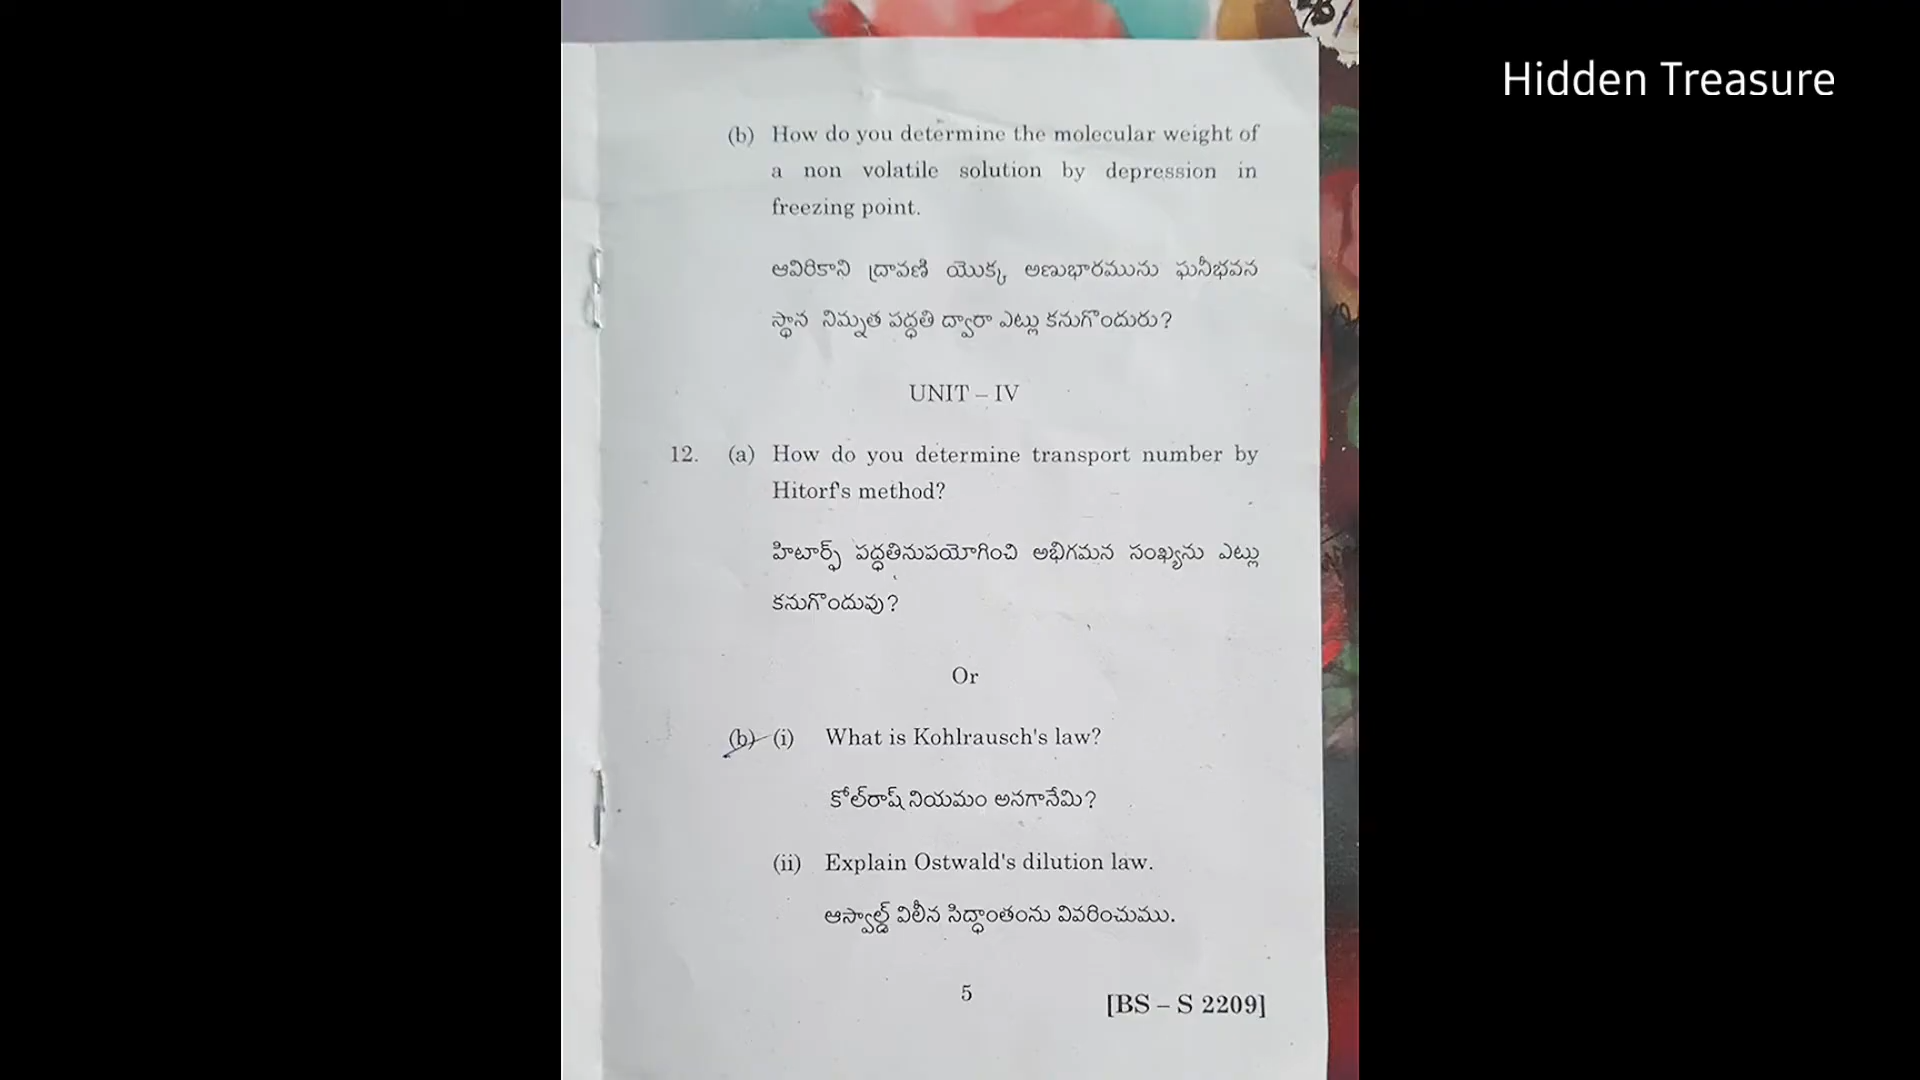 Hidden Treasure
(b) How do you determine the molecular weight of
a non volatile solution by depression in
freezing point.
ఆవిరికాని ద్రావణి యొక్క అణుభారమును ఘనీభవన
స్థాన నిమ్నత పద్ధతి ద్వారా ఎట్లు కనుగొందురు?
UNIT – IV
12. (a) How do you determine transport number by
Hitorf's method?
హిటార్ఫ్ పద్ధతినుపయోగించి అభిగమన సంఖ్యను ఎట్లు
కనుగొందువు?
Or
(b) (i) What is Kohlrausch's law?
కోల్‌రాష్ నియమం అనగానేమి?
(ii) Explain Ostwald's dilution law.
ఆస్వాల్డ్ విలీన సిద్ధాంతంను వివరించుము.
5
[BS – S 2209]